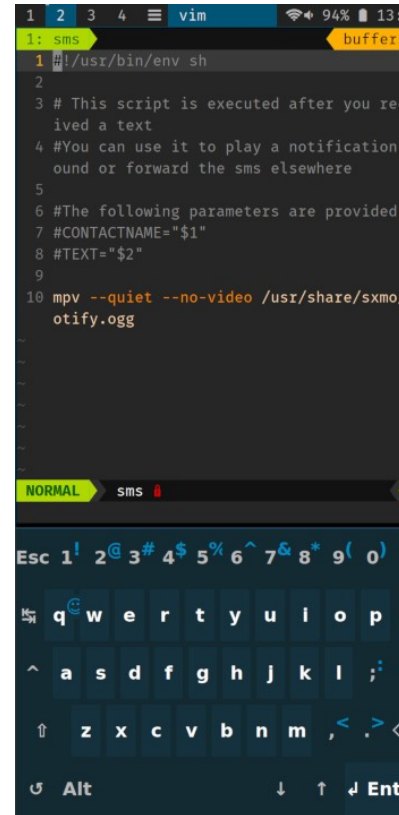 1 2 3 4 ☰ vim 94% 13:
1: sms buffer
1 #!/usr/bin/env sh
2
3 # This script is executed after you re
ived a text
4 #You can use it to play a notification
ound or forward the sms elsewhere
5
6 #The following parameters are provided
7 #CONTACTNAME="$1"
8 #TEXT="$2"
9
10 mpv --quiet --no-video /usr/share/sxmo/
otify.ogg
~
~
~
~
~
~
NORMAL sms
Esc 1! 2@ 3# 4$ 5% 6^ 7& 8* 9( 0)
↹ q☺ w e r t y u i o p
^ a s d f g h j k l ;:
⇧ z x c v b n m ,< .>
↺ Alt ↓ ↑ ↲ Ent